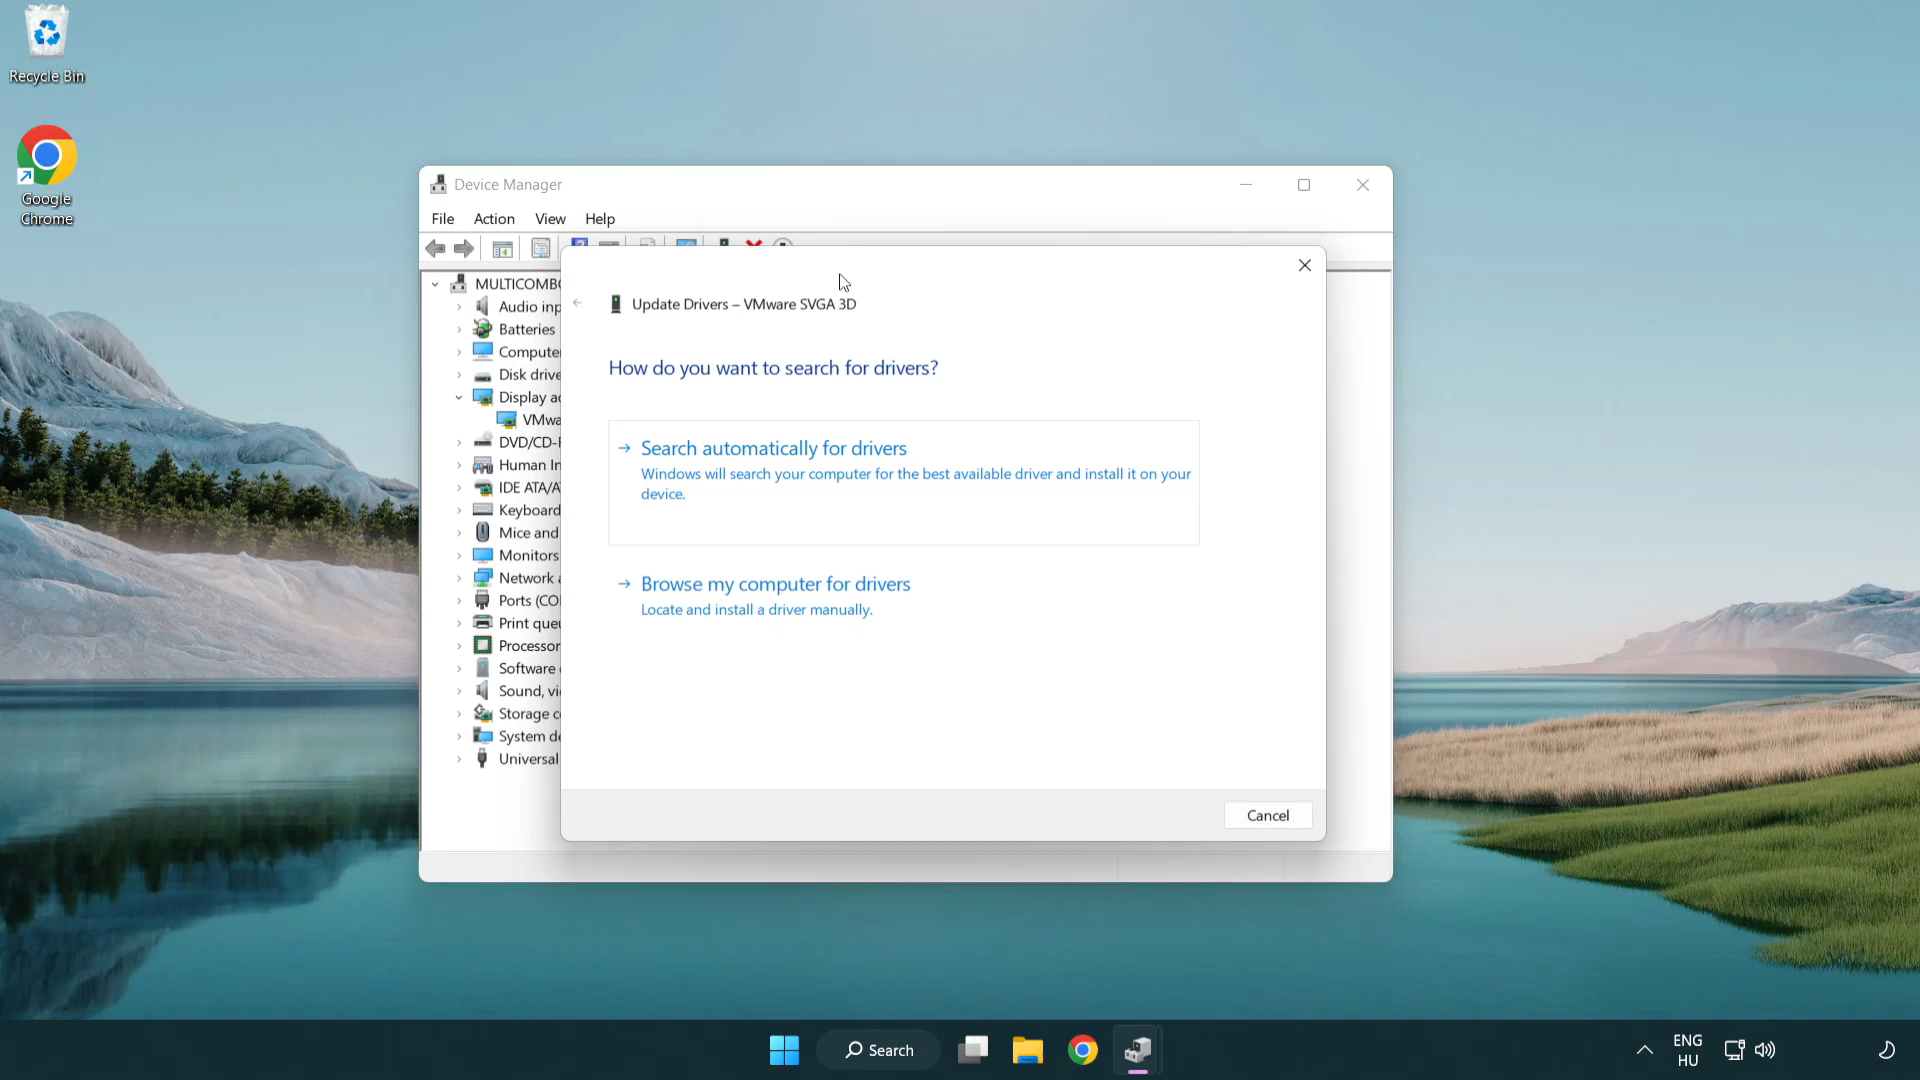 Recycle Bin
Google
Chrome
Device Manager
File Action View Help
MULTICOMBO
Audio inp
Batteries
Compute
Disk drive
Display a
VMwa
DVD/CD-
Human In
IDE ATA/A
Keyboard
Mice and
Monitors
Network a
Ports (CO
Print que
Processor
Software
Sound, vi
Storage c
System de
Universal
Update Drivers – VMware SVGA 3D
How do you want to search for drivers?
→ Search automatically for drivers
Windows will search your computer for the best available driver and install it on your
device.
→ Browse my computer for drivers
Locate and install a driver manually.
Cancel
Search
ENG
HU